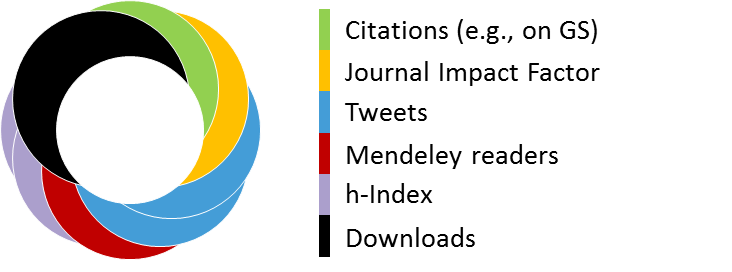 Citations (e.g., on GS)
Journal Impact Factor
Tweets
Mendeley readers
h-Index
Downloads